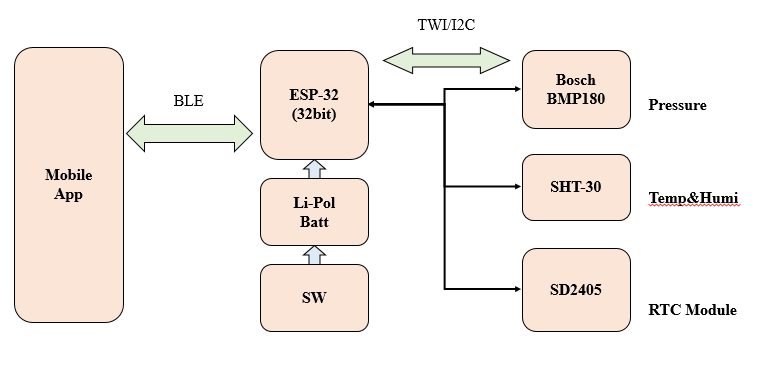 TWI/I2C
BLE
Mobile
App
ESP-32
(32bit)
Li-Pol
Batt
SW
Bosch
BMP180
Pressure
SHT-30
Temp&Humi
SD2405
RTC Module